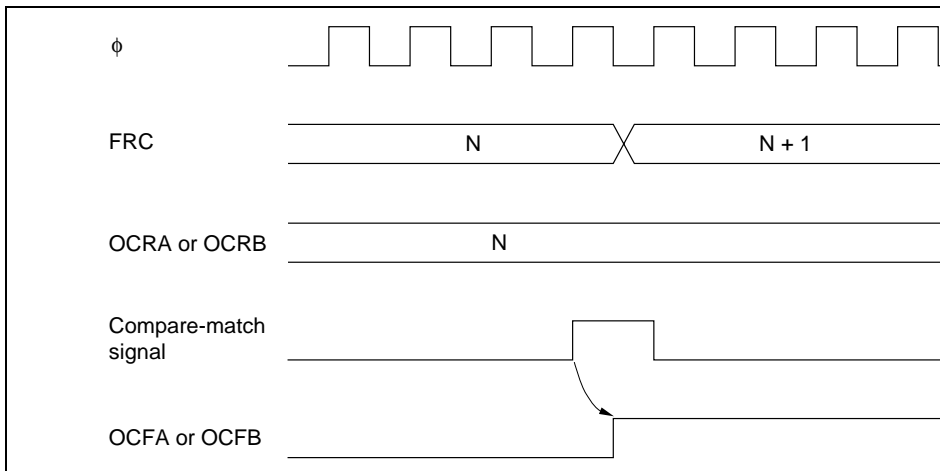 ϕ
FRC
N
N + 1
OCRA or OCRB
N
Compare-match
signal
OCFA or OCFB